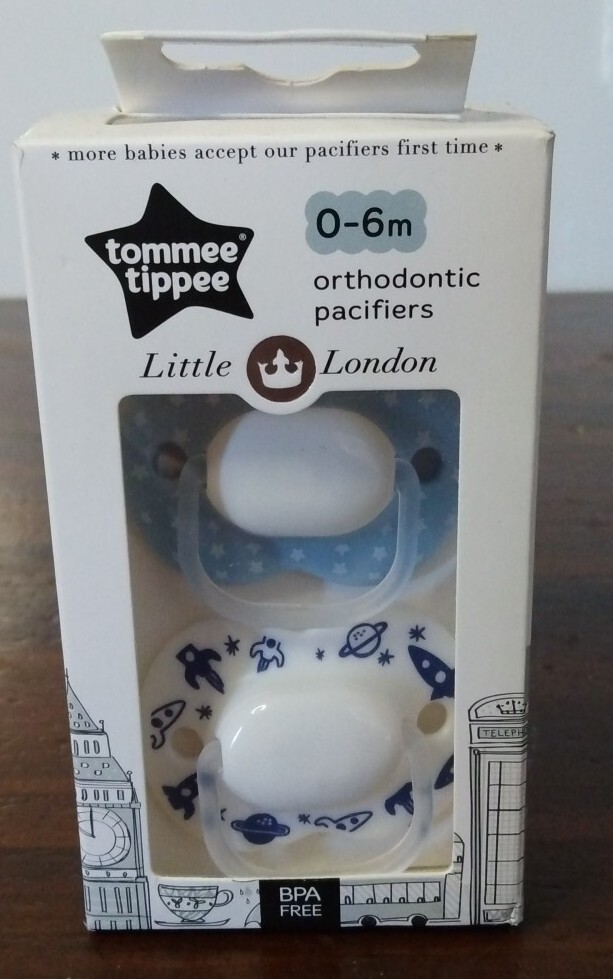 * more babies accept our pacifiers first time *
tommee®
tippee
0-6m
orthodontic
pacifiers
Little London
TELEPH
BPA
FREE